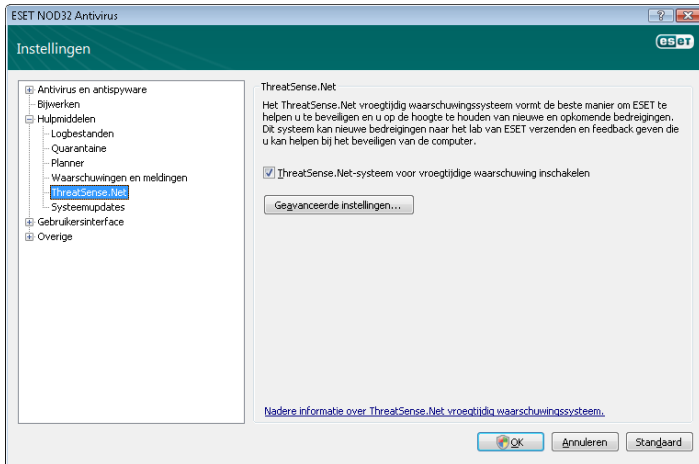 ESET NOD32 Antivirus
Instellingen
eset
Antivirus en antispyware
Bijwerken
Hulpmiddelen
Logbestanden
Quarantaine
Planner
Waarschuwingen en meldingen
ThreatSense.Net
Systeemupdates
Gebruikersinterface
Overige
ThreatSense.Net
Het ThreatSense.Net vroegtijdig waarschuwingssysteem vormt de beste manier om ESET te
helpen u te beveiligen en u op de hoogte te houden van nieuwe en opkomende bedreigingen.
Dit systeem kan nieuwe bedreigingen naar het lab van ESET verzenden en feedback geven die
u kan helpen bij het beveiligen van de computer.
ThreatSense.Net-systeem voor vroegtijdige waarschuwing inschakelen
Geavanceerde instellingen...
Nadere informatie over ThreatSense.Net vroegtijdig waarschuwingssysteem.
OK
Annuleren
Standaard